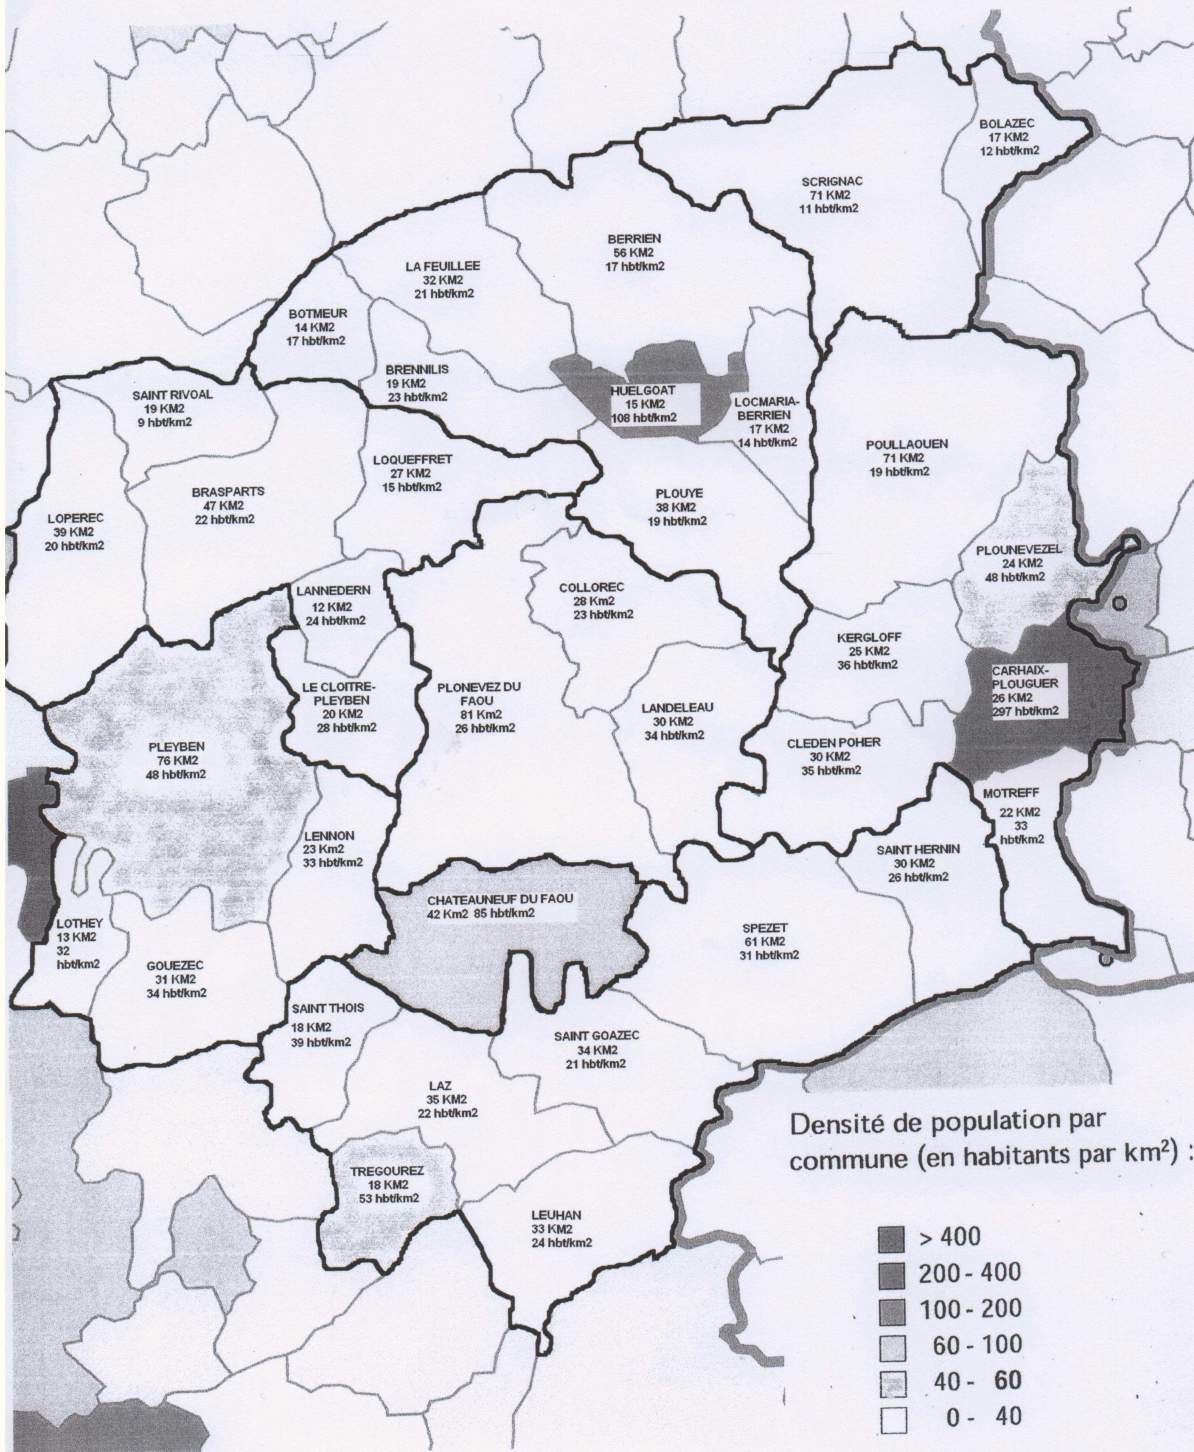 BOLAZEC
17 KM2
12 hbt/km2
SCRIGNAC
71 KM2
11 hbt/km2
BERRIEN
56 KM2
17 hbt/km2
LA FEUILLEE
32 KM2
21 hbt/km2
BOTMEUR
14 KM2
17 hbt/km2
BRENNILIS
19 KM2
23 hbt/km2
HUELGOAT
15 KM2
108 hbt/km2
LOCMARIA-
BERRIEN
17 KM2
14 hbt/km2
SAINT RIVOAL
19 KM2
9 hbt/km2
POULLAOUEN
71 KM2
19 hbt/km2
LOQUEFFRET
27 KM2
15 hbt/km2
BRASPARTS
47 KM2
22 hbt/km2
PLOUYE
38 KM2
19 hbt/km2
LOPEREC
39 KM2
20 hbt/km2
PLOUNEVEZEL
24 KM2
48 hbt/km2
LANNEDERN
12 KM2
24 hbt/km2
COLLOREC
28 Km2
23 hbt/km2
KERGLOFF
25 KM2
36 hbt/km2
CARHAIX-
PLOUGUER
26 KM2
297 hbt/km2
LE CLOITRE-
PLEYBEN
20 KM2
28 hbt/km2
PLONEVEZ DU
FAOU
81 Km2
26 hbt/km2
LANDELEAU
30 KM2
34 hbt/km2
PLEYBEN
76 KM2
48 hbt/km2
CLEDEN POHER
30 KM2
35 hbt/km2
MOTREFF
22 KM2
33
hbt/km2
LENNON
23 Km2
33 hbt/km2
SAINT HERNIN
30 KM2
26 hbt/km2
CHATEAUNEUF DU FAOU
42 Km2 85 hbt/km2
LOTHEY
13 KM2
32
hbt/km2
SPEZET
61 KM2
31 hbt/km2
GOUEZEC
31 KM2
34 hbt/km2
SAINT THOIS
18 KM2
39 hbt/km2
SAINT GOAZEC
34 KM2
21 hbt/km2
LAZ
35 KM2
22 hbt/km2
TREGOUREZ
18 KM2
53 hbt/km2
LEUHAN
33 KM2
24 hbt/km2
Densité de population par
commune (en habitants par km²) :
> 400
200 - 400
100 - 200
60 - 100
40 - 60
0 - 40